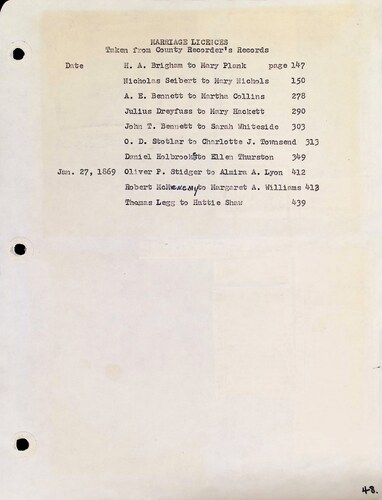 MARRIAGE LICENCES
Taken from County Recorder's Records
Date H. A. Brigham to Mary Plank page 147
Nicholas Seibert to Mary Nichols 150
A. E. Bennett to Martha Collins 278
Julius Dreyfuss to Mary Hackett 290
John T. Bennett to Sarah Whiteside 303
O. D. Stotlar to Charlotte J. Townsend 313
Daniel Holbrook to Ellen Thurston 349
Jan. 27, 1869 Oliver P. Stidger to Almira A. Lyon 412
Robert to Margaret A. Williams 413
Thomas Legg to Hattie Shaw 439
48.